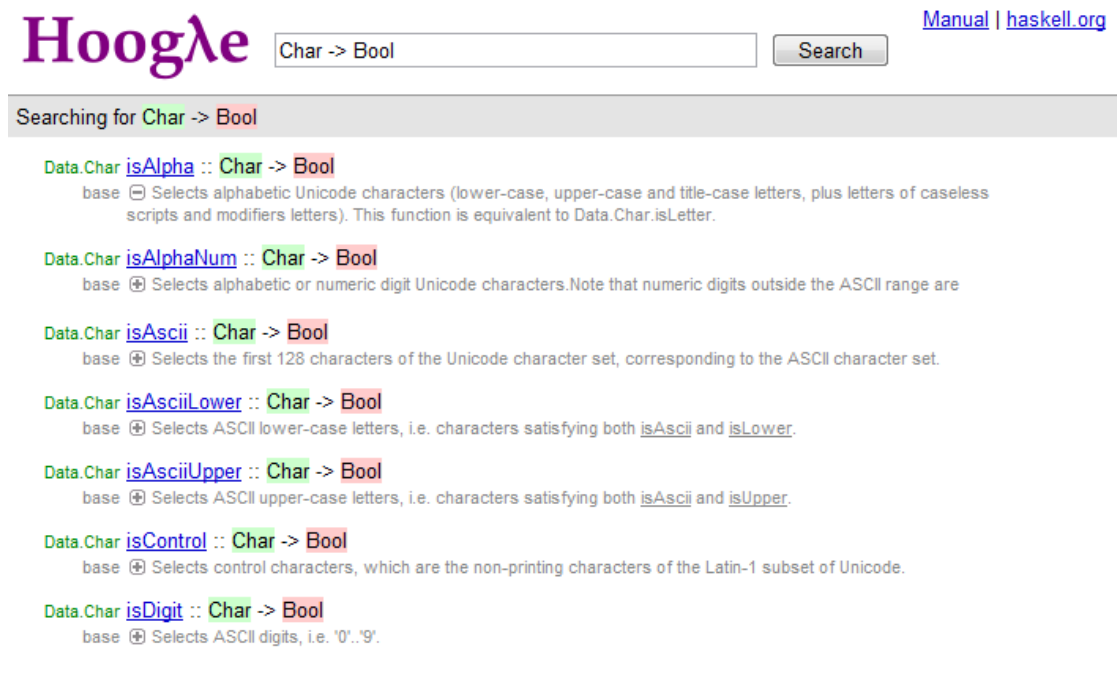 Manual | haskell.org
Hoogλe Char -> Bool Search
Searching for Char -> Bool
Data.Char isAlpha :: Char -> Bool
base Selects alphabetic Unicode characters (lower-case, upper-case and title-case letters, plus letters of caseless
scripts and modifiers letters). This function is equivalent to Data.Char.isLetter.
Data.Char isAlphaNum :: Char -> Bool
base Selects alphabetic or numeric digit Unicode characters.Note that numeric digits outside the ASCII range are
Data.Char isAscii :: Char -> Bool
base Selects the first 128 characters of the Unicode character set, corresponding to the ASCII character set.
Data.Char isAsciiLower :: Char -> Bool
base Selects ASCII lower-case letters, i.e. characters satisfying both isAscii and isLower.
Data.Char isAsciiUpper :: Char -> Bool
base Selects ASCII upper-case letters, i.e. characters satisfying both isAscii and isUpper.
Data.Char isControl :: Char -> Bool
base Selects control characters, which are the non-printing characters of the Latin-1 subset of Unicode.
Data.Char isDigit :: Char -> Bool
base Selects ASCII digits, i.e. '0'..'9'.